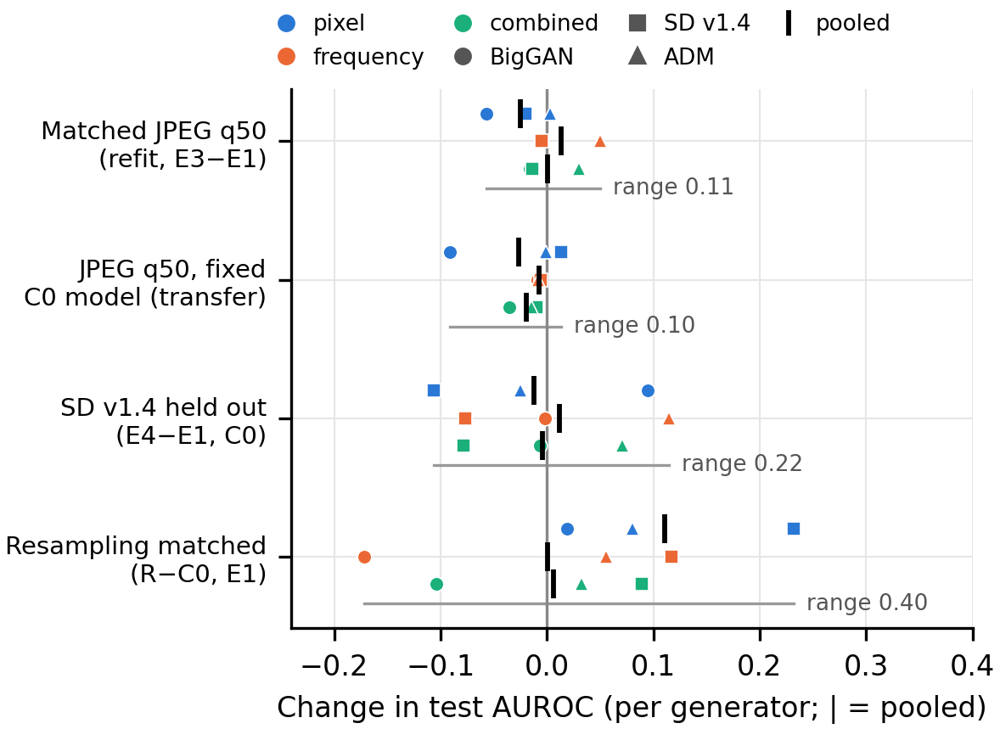 pixel combined SD v1.4 pooled
frequency BigGAN ADM
Matched JPEG q50
(refit, E3−E1)
range 0.11
JPEG q50, fixed
C0 model (transfer)
range 0.10
SD v1.4 held out
(E4−E1, C0)
range 0.22
Resampling matched
(R−C0, E1)
range 0.40
−0.2 −0.1 0.0 0.1 0.2 0.3 0.4
Change in test AUROC (per generator; | = pooled)